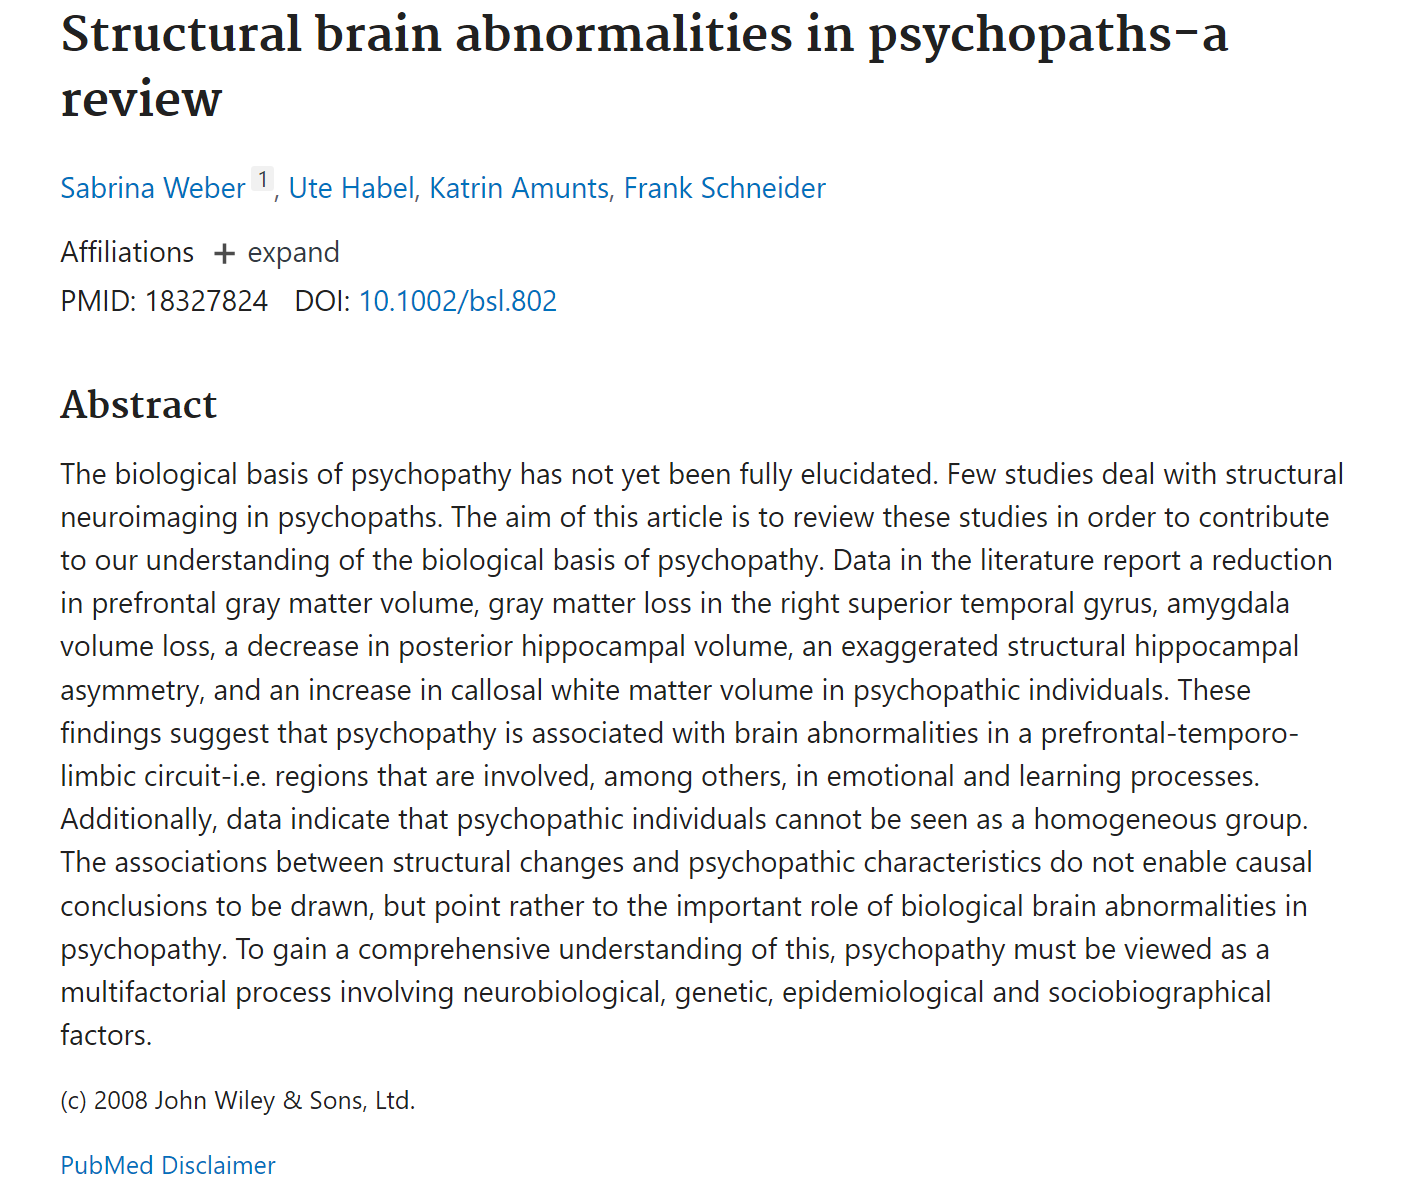 Structural brain abnormalities in psychopaths-a
review
Sabrina Weber 1, Ute Habel, Katrin Amunts, Frank Schneider
Affiliations + expand
PMID: 18327824 DOI: 10.1002/bsl.802
Abstract
The biological basis of psychopathy has not yet been fully elucidated. Few studies deal with structural
neuroimaging in psychopaths. The aim of this article is to review these studies in order to contribute
to our understanding of the biological basis of psychopathy. Data in the literature report a reduction
in prefrontal gray matter volume, gray matter loss in the right superior temporal gyrus, amygdala
volume loss, a decrease in posterior hippocampal volume, an exaggerated structural hippocampal
asymmetry, and an increase in callosal white matter volume in psychopathic individuals. These
findings suggest that psychopathy is associated with brain abnormalities in a prefrontal-temporo-
limbic circuit-i.e. regions that are involved, among others, in emotional and learning processes.
Additionally, data indicate that psychopathic individuals cannot be seen as a homogeneous group.
The associations between structural changes and psychopathic characteristics do not enable causal
conclusions to be drawn, but point rather to the important role of biological brain abnormalities in
psychopathy. To gain a comprehensive understanding of this, psychopathy must be viewed as a
multifactorial process involving neurobiological, genetic, epidemiological and sociobiographical
factors.
(c) 2008 John Wiley & Sons, Ltd.
PubMed Disclaimer